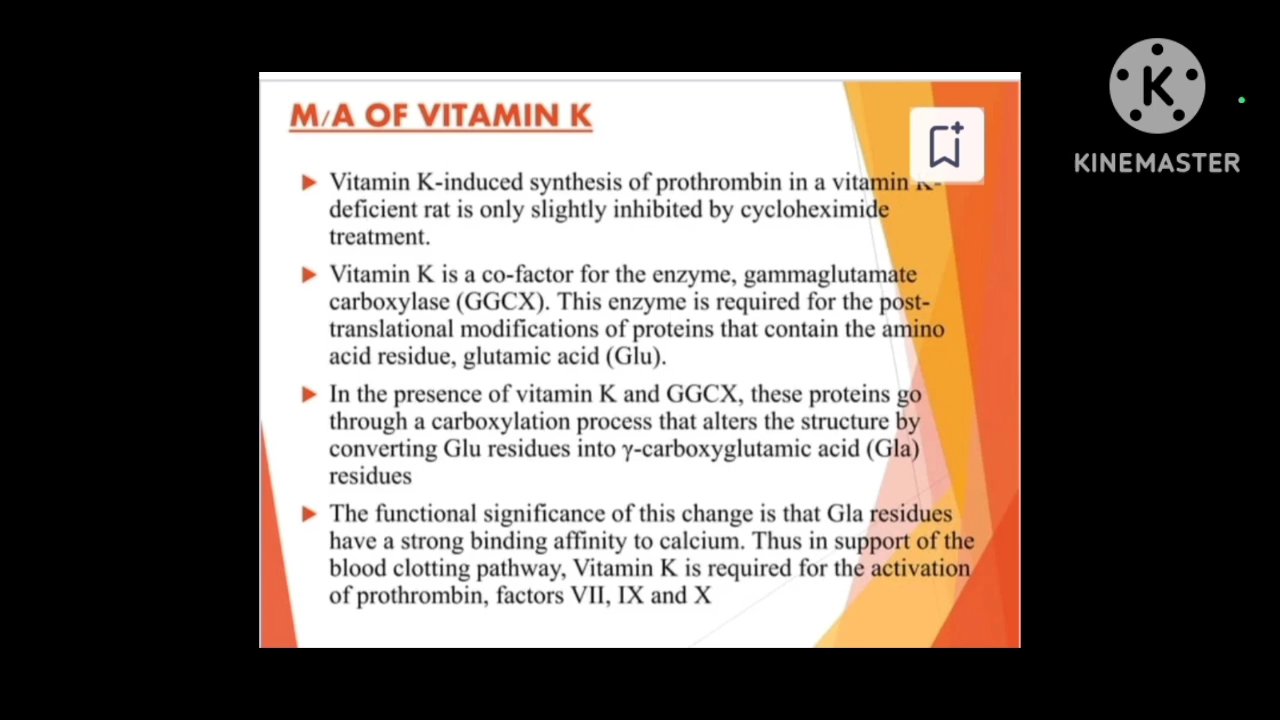 M/A OF VITAMIN K
KINEMASTER
Vitamin K-induced synthesis of prothrombin in a vitamin K-
deficient rat is only slightly inhibited by cycloheximide
treatment.
Vitamin K is a co-factor for the enzyme, gammaglutamate
carboxylase (GGCX). This enzyme is required for the post-
translational modifications of proteins that contain the amino
acid residue, glutamic acid (Glu).
In the presence of vitamin K and GGCX, these proteins go
through a carboxylation process that alters the structure by
converting Glu residues into γ-carboxyglutamic acid (Gla)
residues
The functional significance of this change is that Gla residues
have a strong binding affinity to calcium. Thus in support of the
blood clotting pathway, Vitamin K is required for the activation
of prothrombin, factors VII, IX and X